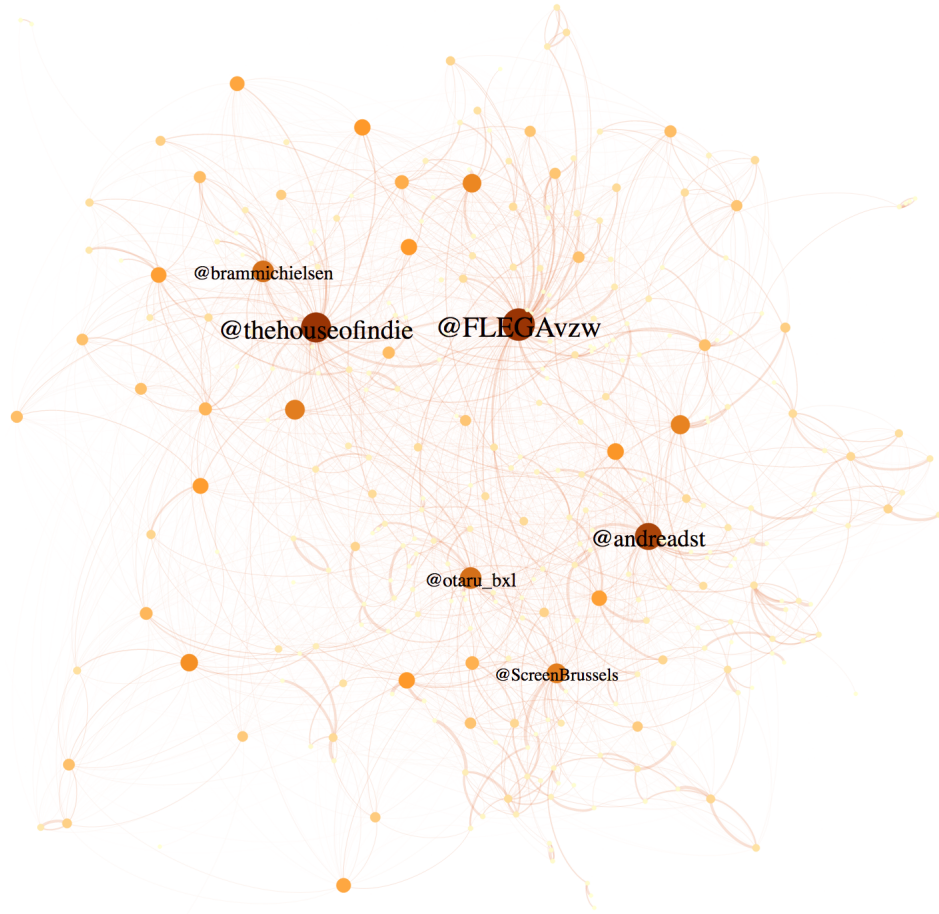 @brammichielsen
@thehouseofindie
@FLEGAvzw
@andreadst
@otaru_bxl
@ScreenBrussels